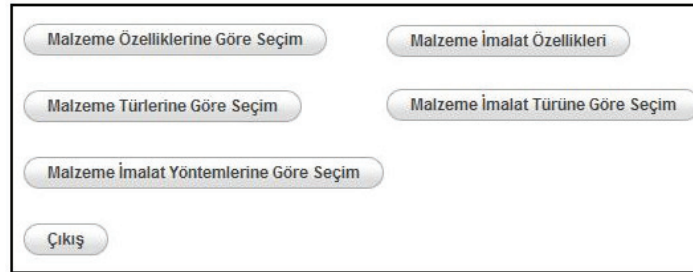 Malzeme Özelliklerine Göre Seçim
Malzeme İmalat Özellikleri
Malzeme Türlerine Göre Seçim
Malzeme İmalat Türüne Göre Seçim
Malzeme İmalat Yöntemlerine Göre Seçim
Çıkış